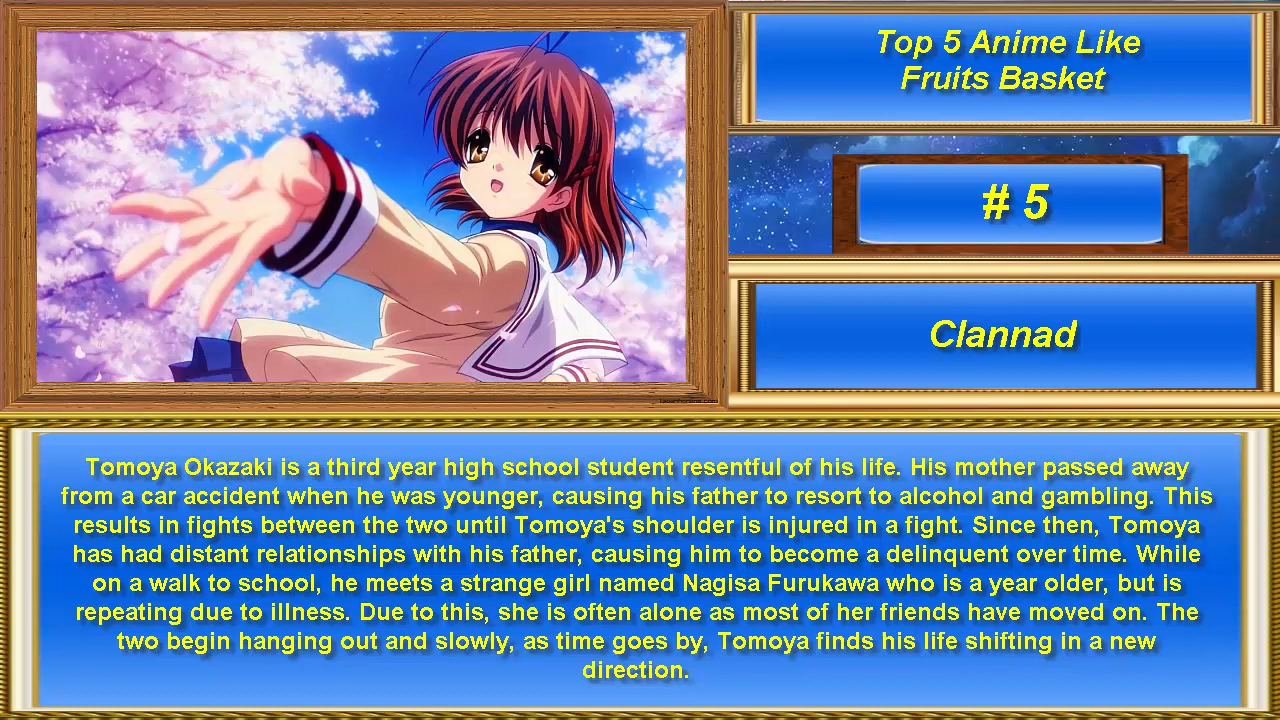 Top 5 Anime Like
Fruits Basket
# 5
Clannad
Tomoya Okazaki is a third year high school student resentful of his life. His mother passed away
from a car accident when he was younger, causing his father to resort to alcohol and gambling. This
results in fights between the two until Tomoya's shoulder is injured in a fight. Since then, Tomoya
has had distant relationships with his father, causing him to become a delinquent over time. While
on a walk to school, he meets a strange girl named Nagisa Furukawa who is a year older, but is
repeating due to illness. Due to this, she is often alone as most of her friends have moved on. The
two begin hanging out and slowly, as time goes by, Tomoya finds his life shifting in a new
direction.